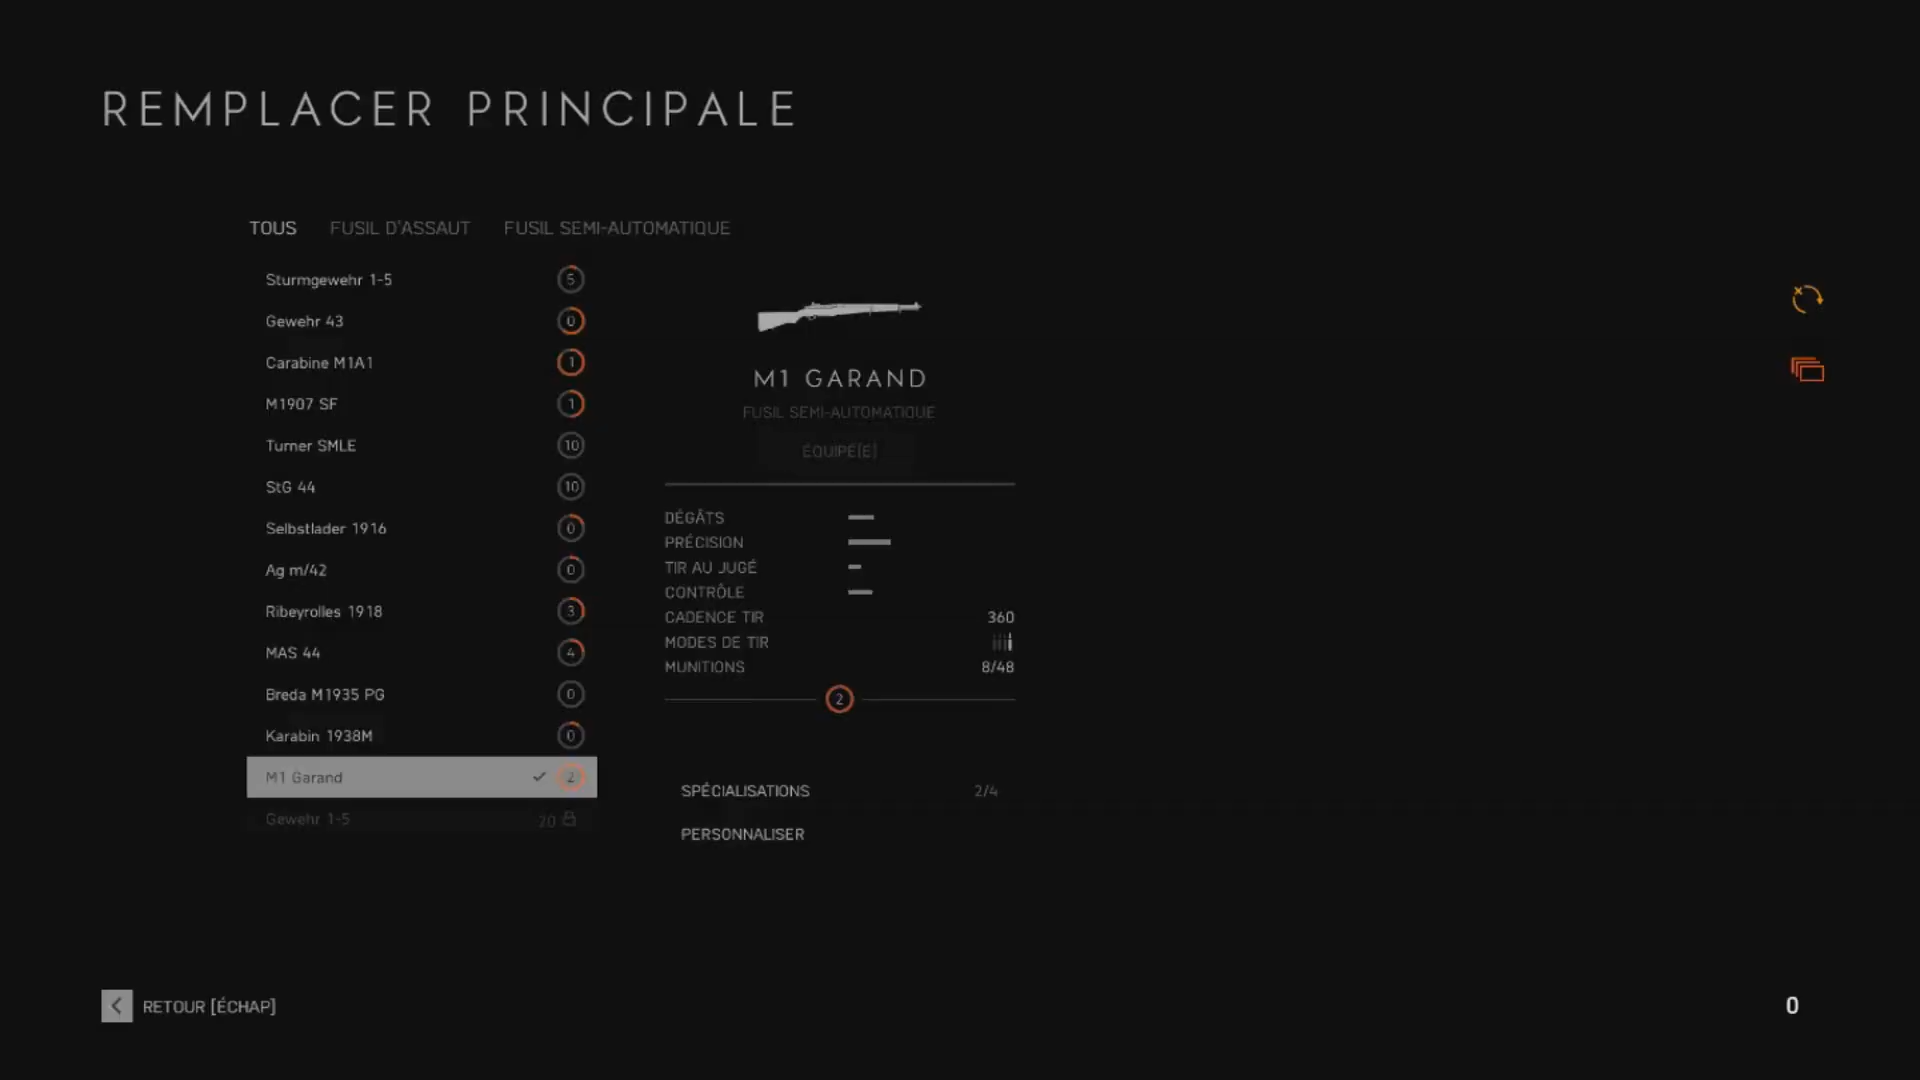 REMPLACER PRINCIPALE
TOUS FUSIL D'ASSAUT FUSIL SEMI-AUTOMATIQUE
Sturmgewehr 1-5 5
Gewehr 43 0
Carabine M1A1 1
M1907 SF 1
Turner SMLE 10
StG 44 10
Selbstlader 1916 0
Ag m/42 0
Ribeyrolles 1918 3
MAS 44 4
Breda M1935 PG 0
Karabin 1938M 0
M1 Garand 2
Gewehr 1-5 20
M1 GARAND
FUSIL SEMI-AUTOMATIQUE
ÉQUIPÉ(E)
DÉGÂTS
PRÉCISION
TIR AU JUGÉ
CONTRÔLE
CADENCE TIR 360
MODES DE TIR
MUNITIONS 8/48
2
SPÉCIALISATIONS 2/4
PERSONNALISER
RETOUR [ÉCHAP]
0